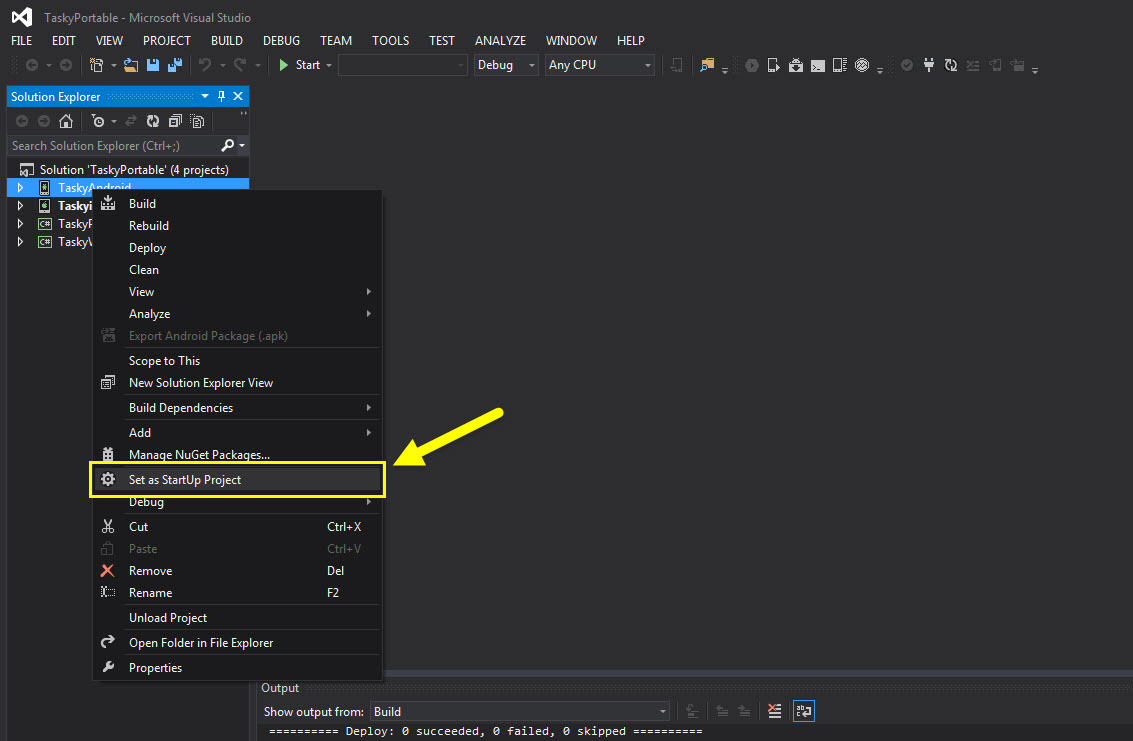 TaskyPortable - Microsoft Visual Studio
FILE EDIT VIEW PROJECT BUILD DEBUG TEAM TOOLS TEST ANALYZE WINDOW HELP
Start Debug Any CPU
Solution Explorer
Search Solution Explorer (Ctrl+;)
Solution 'TaskyPortable' (4 projects)
TaskyAndroid
Taskyi
TaskyP
TaskyW
Build
Rebuild
Deploy
Clean
View
Analyze
Export Android Package (.apk)
Scope to This
New Solution Explorer View
Build Dependencies
Add
Manage NuGet Packages...
Set as StartUp Project
Debug
Cut Ctrl+X
Paste Ctrl+V
Remove Del
Rename F2
Unload Project
Open Folder in File Explorer
Properties
Output
Show output from: Build
========== Deploy: 0 succeeded, 0 failed, 0 skipped ==========